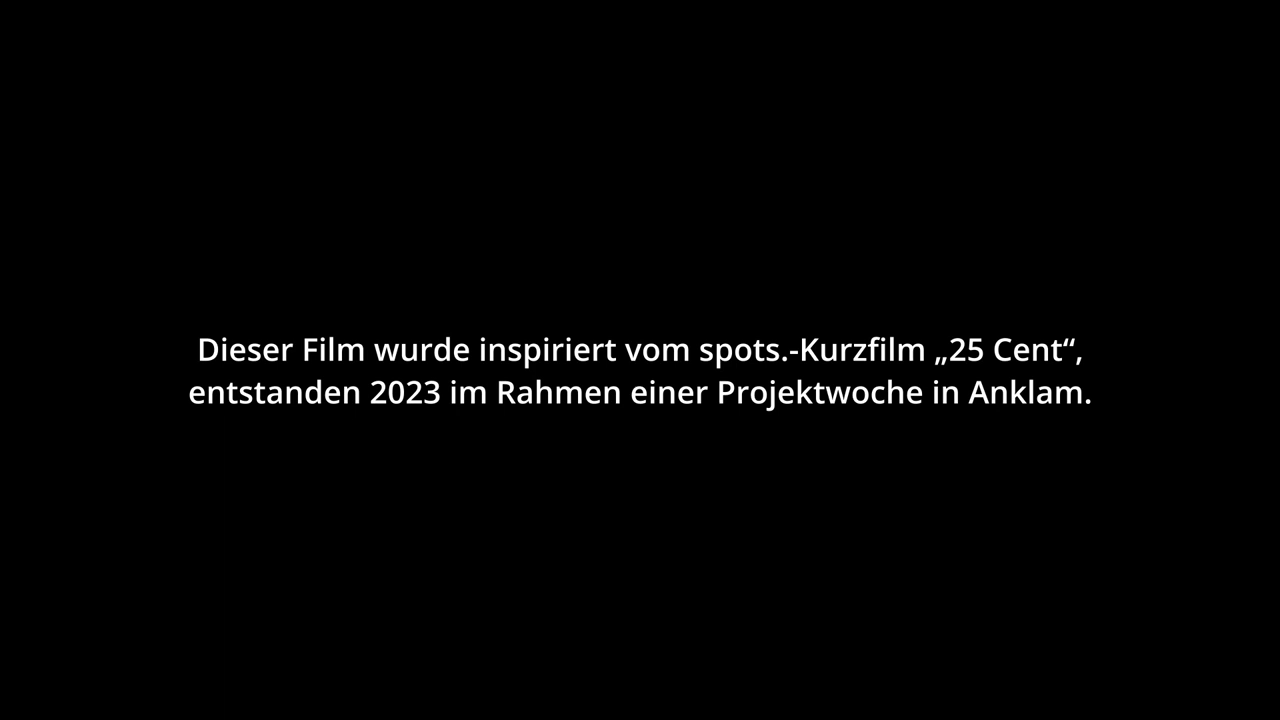 Dieser Film wurde inspiriert vom spots.-Kurzfilm „25 Cent“,
entstanden 2023 im Rahmen einer Projektwoche in Anklam.